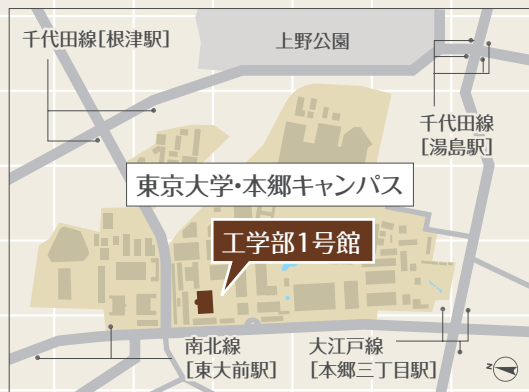 千代田線[根津駅]
上野公園
千代田線
[湯島駅]
東京大学・本郷キャンパス
工学部1号館
南北線
[東大前駅]
大江戸線
[本郷三丁目駅]
N